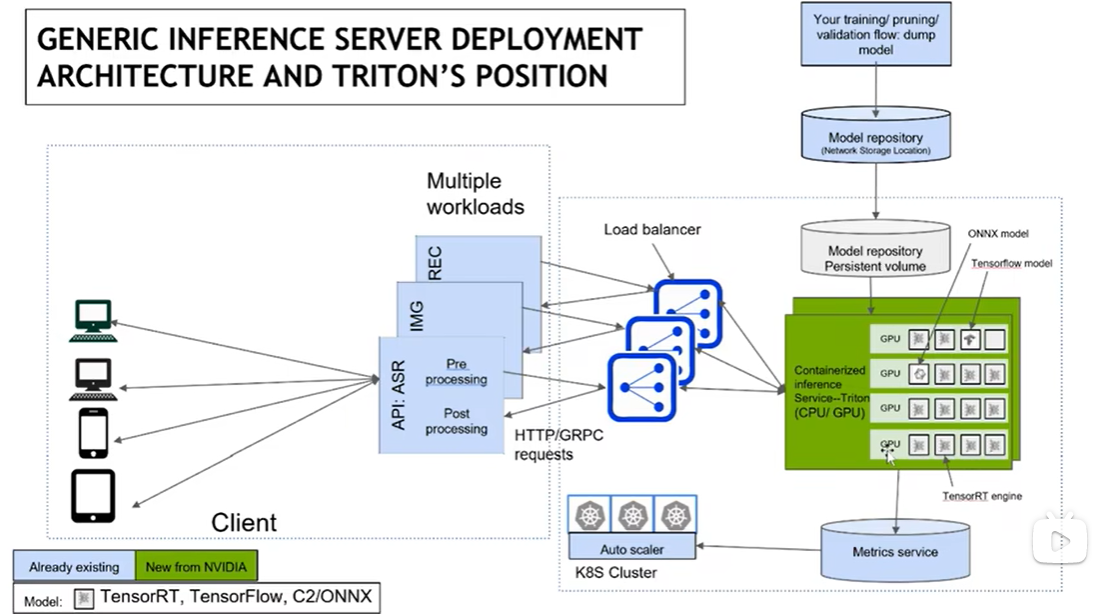 GENERIC INFERENCE SERVER DEPLOYMENT
ARCHITECTURE AND TRITON'S POSITION
Your training/ pruning/
validation flow: dump
model
Model repository
(Network Storage Location)
Model repository
Persistent volume
ONNX model
Tensorflow model
Multiple
workloads
Load balancer
REC
IMG
API: ASR
Pre
processing
Post
processing
HTTP/GRPC
requests
Containerized
inference
Service--Triton
(CPU/ GPU)
GPU
GPU
GPU
GPU
TensorRT engine
Client
Auto scaler
K8S Cluster
Metrics service
Already existing
New from NVIDIA
Model:
TensorRT, TensorFlow, C2/ONNX